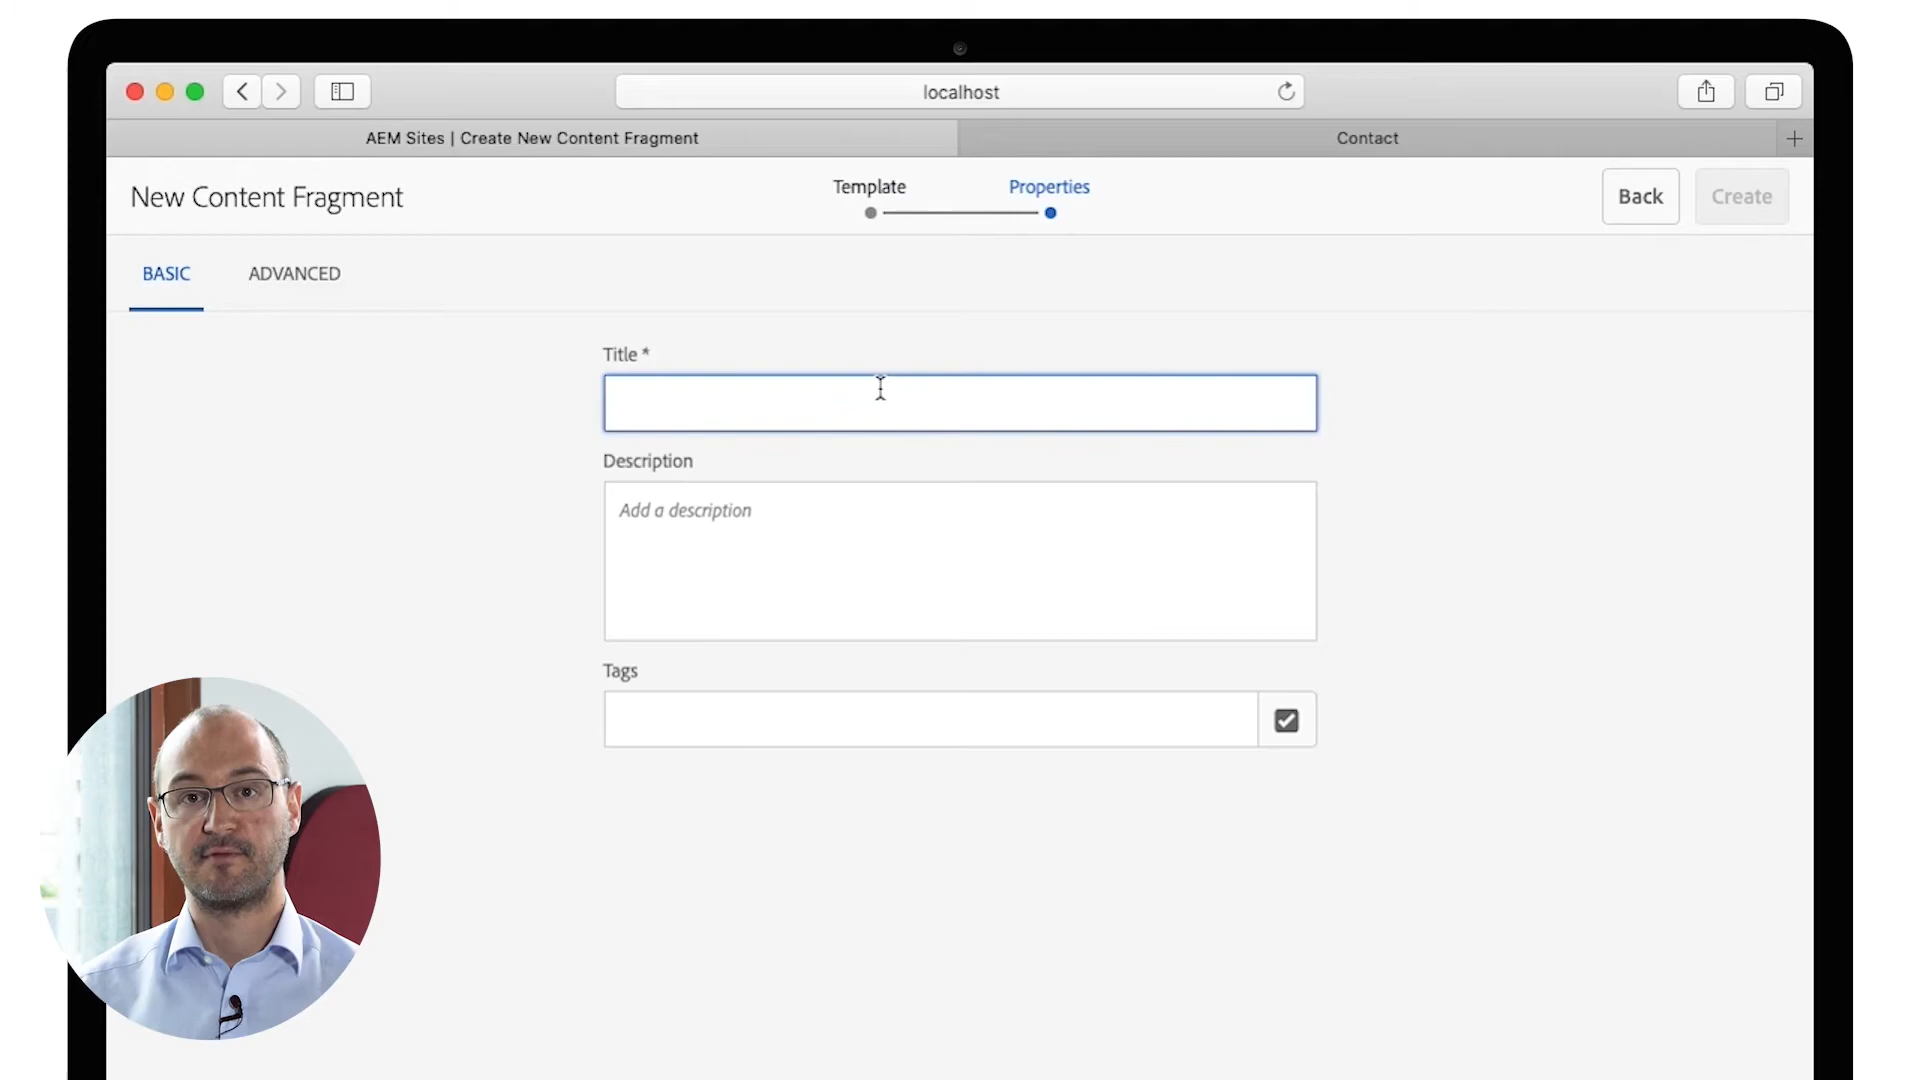 localhost
AEM Sites | Create New Content Fragment
Contact
New Content Fragment
Template
Properties
Back
Create
BASIC
ADVANCED
Title *
Description
Add a description
Tags